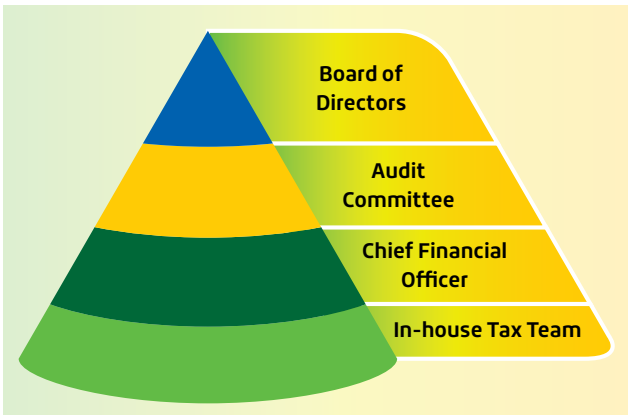 Board of
Directors
Audit
Committee
Chief Financial
Officer
In-house Tax Team